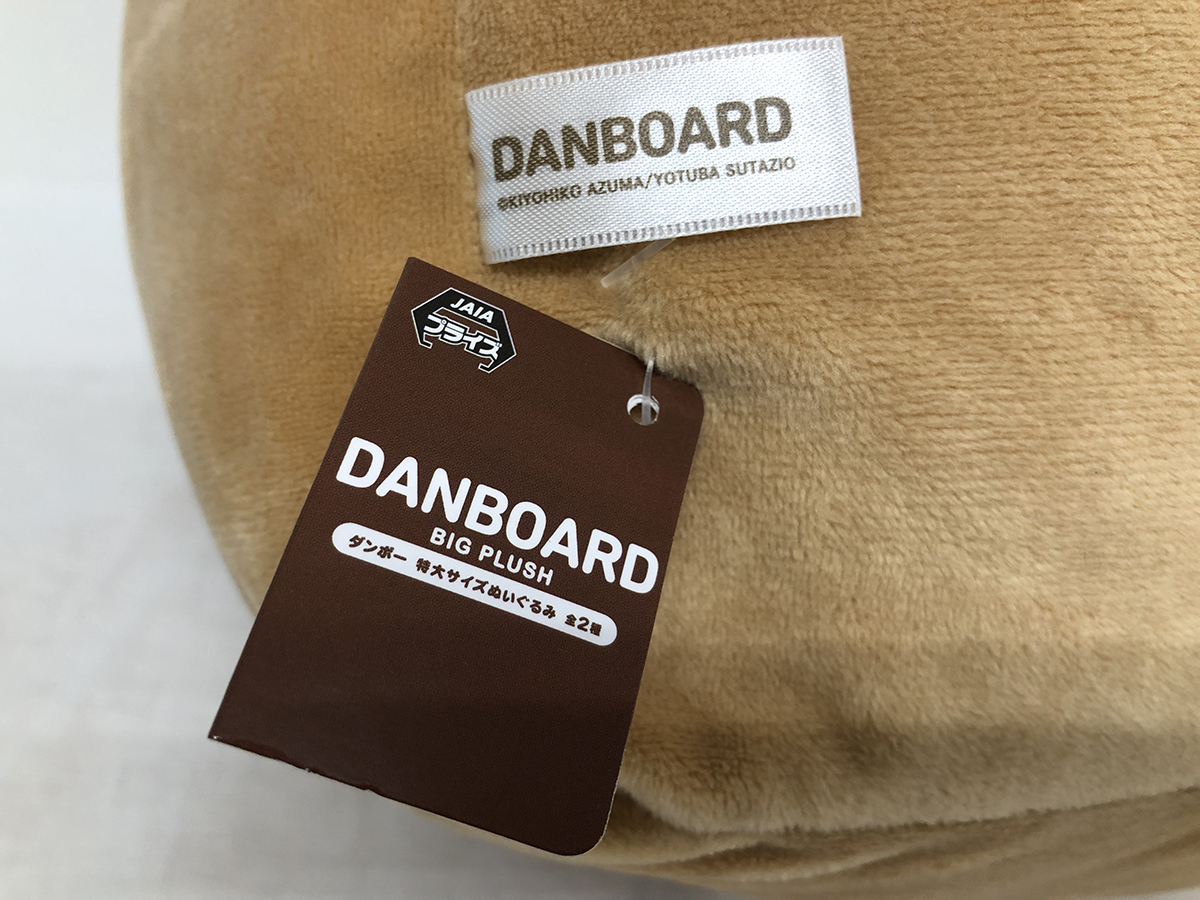 DANBOARD
©KIYOHIKO AZUMA/YOTUBA SUTAZIO
JAIA
プライズ
DANBOARD
BIG PLUSH
ダンボー 特大サイズぬいぐるみ 全2種